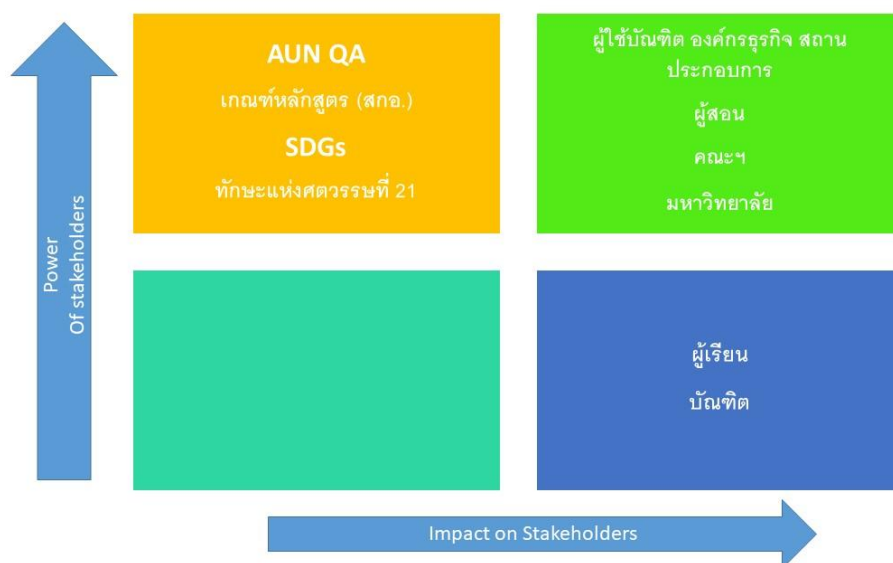 AUN QA
เกณฑ์หลักสูตร (สกอ.)
SDGs
ทักษะแห่งศตวรรษที่ 21
ผู้ใช้บัณฑิต องค์กรธุรกิจ สถาน
ประกอบการ
ผู้สอน
คณะฯ
มหาวิทยาลัย
Power
Of stakeholders
ผู้เรียน
บัณฑิต
Impact on Stakeholders